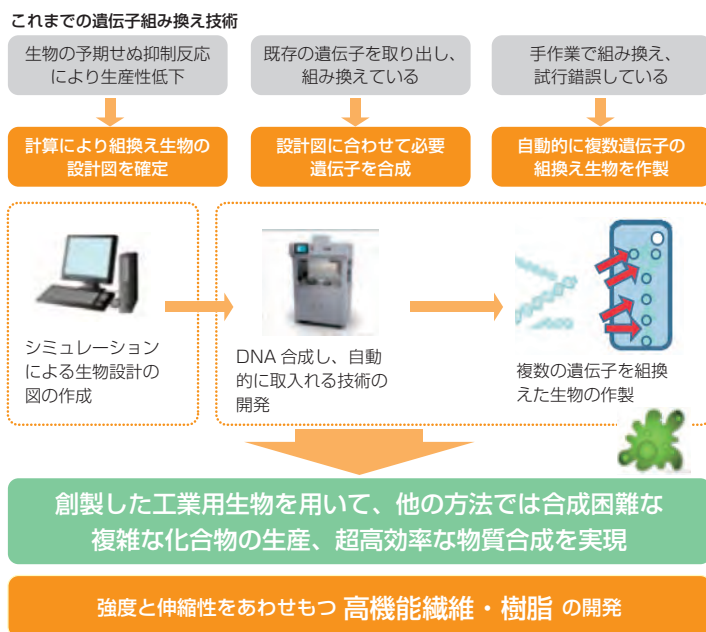 これまでの遺伝子組み換え技術
生物の予期せぬ抑制反応
により生産性低下
既存の遺伝子を取り出し、
組み換えている
手作業で組み換え、
試行錯誤している
計算により組換え生物の
設計図を確定
設計図に合わせて必要
遺伝子を合成
自動的に複数遺伝子の
組換え生物を作製
シミュレーション
による生物設計の
図の作成
DNA 合成し、自動
的に取入れる技術の
開発
複数の遺伝子を組換
えた生物の作製
創製した工業用生物を用いて、他の方法では合成困難な
複雑な化合物の生産、超高効率な物質合成を実現
強度と伸縮性をあわせもつ 高機能繊維・樹脂 の開発